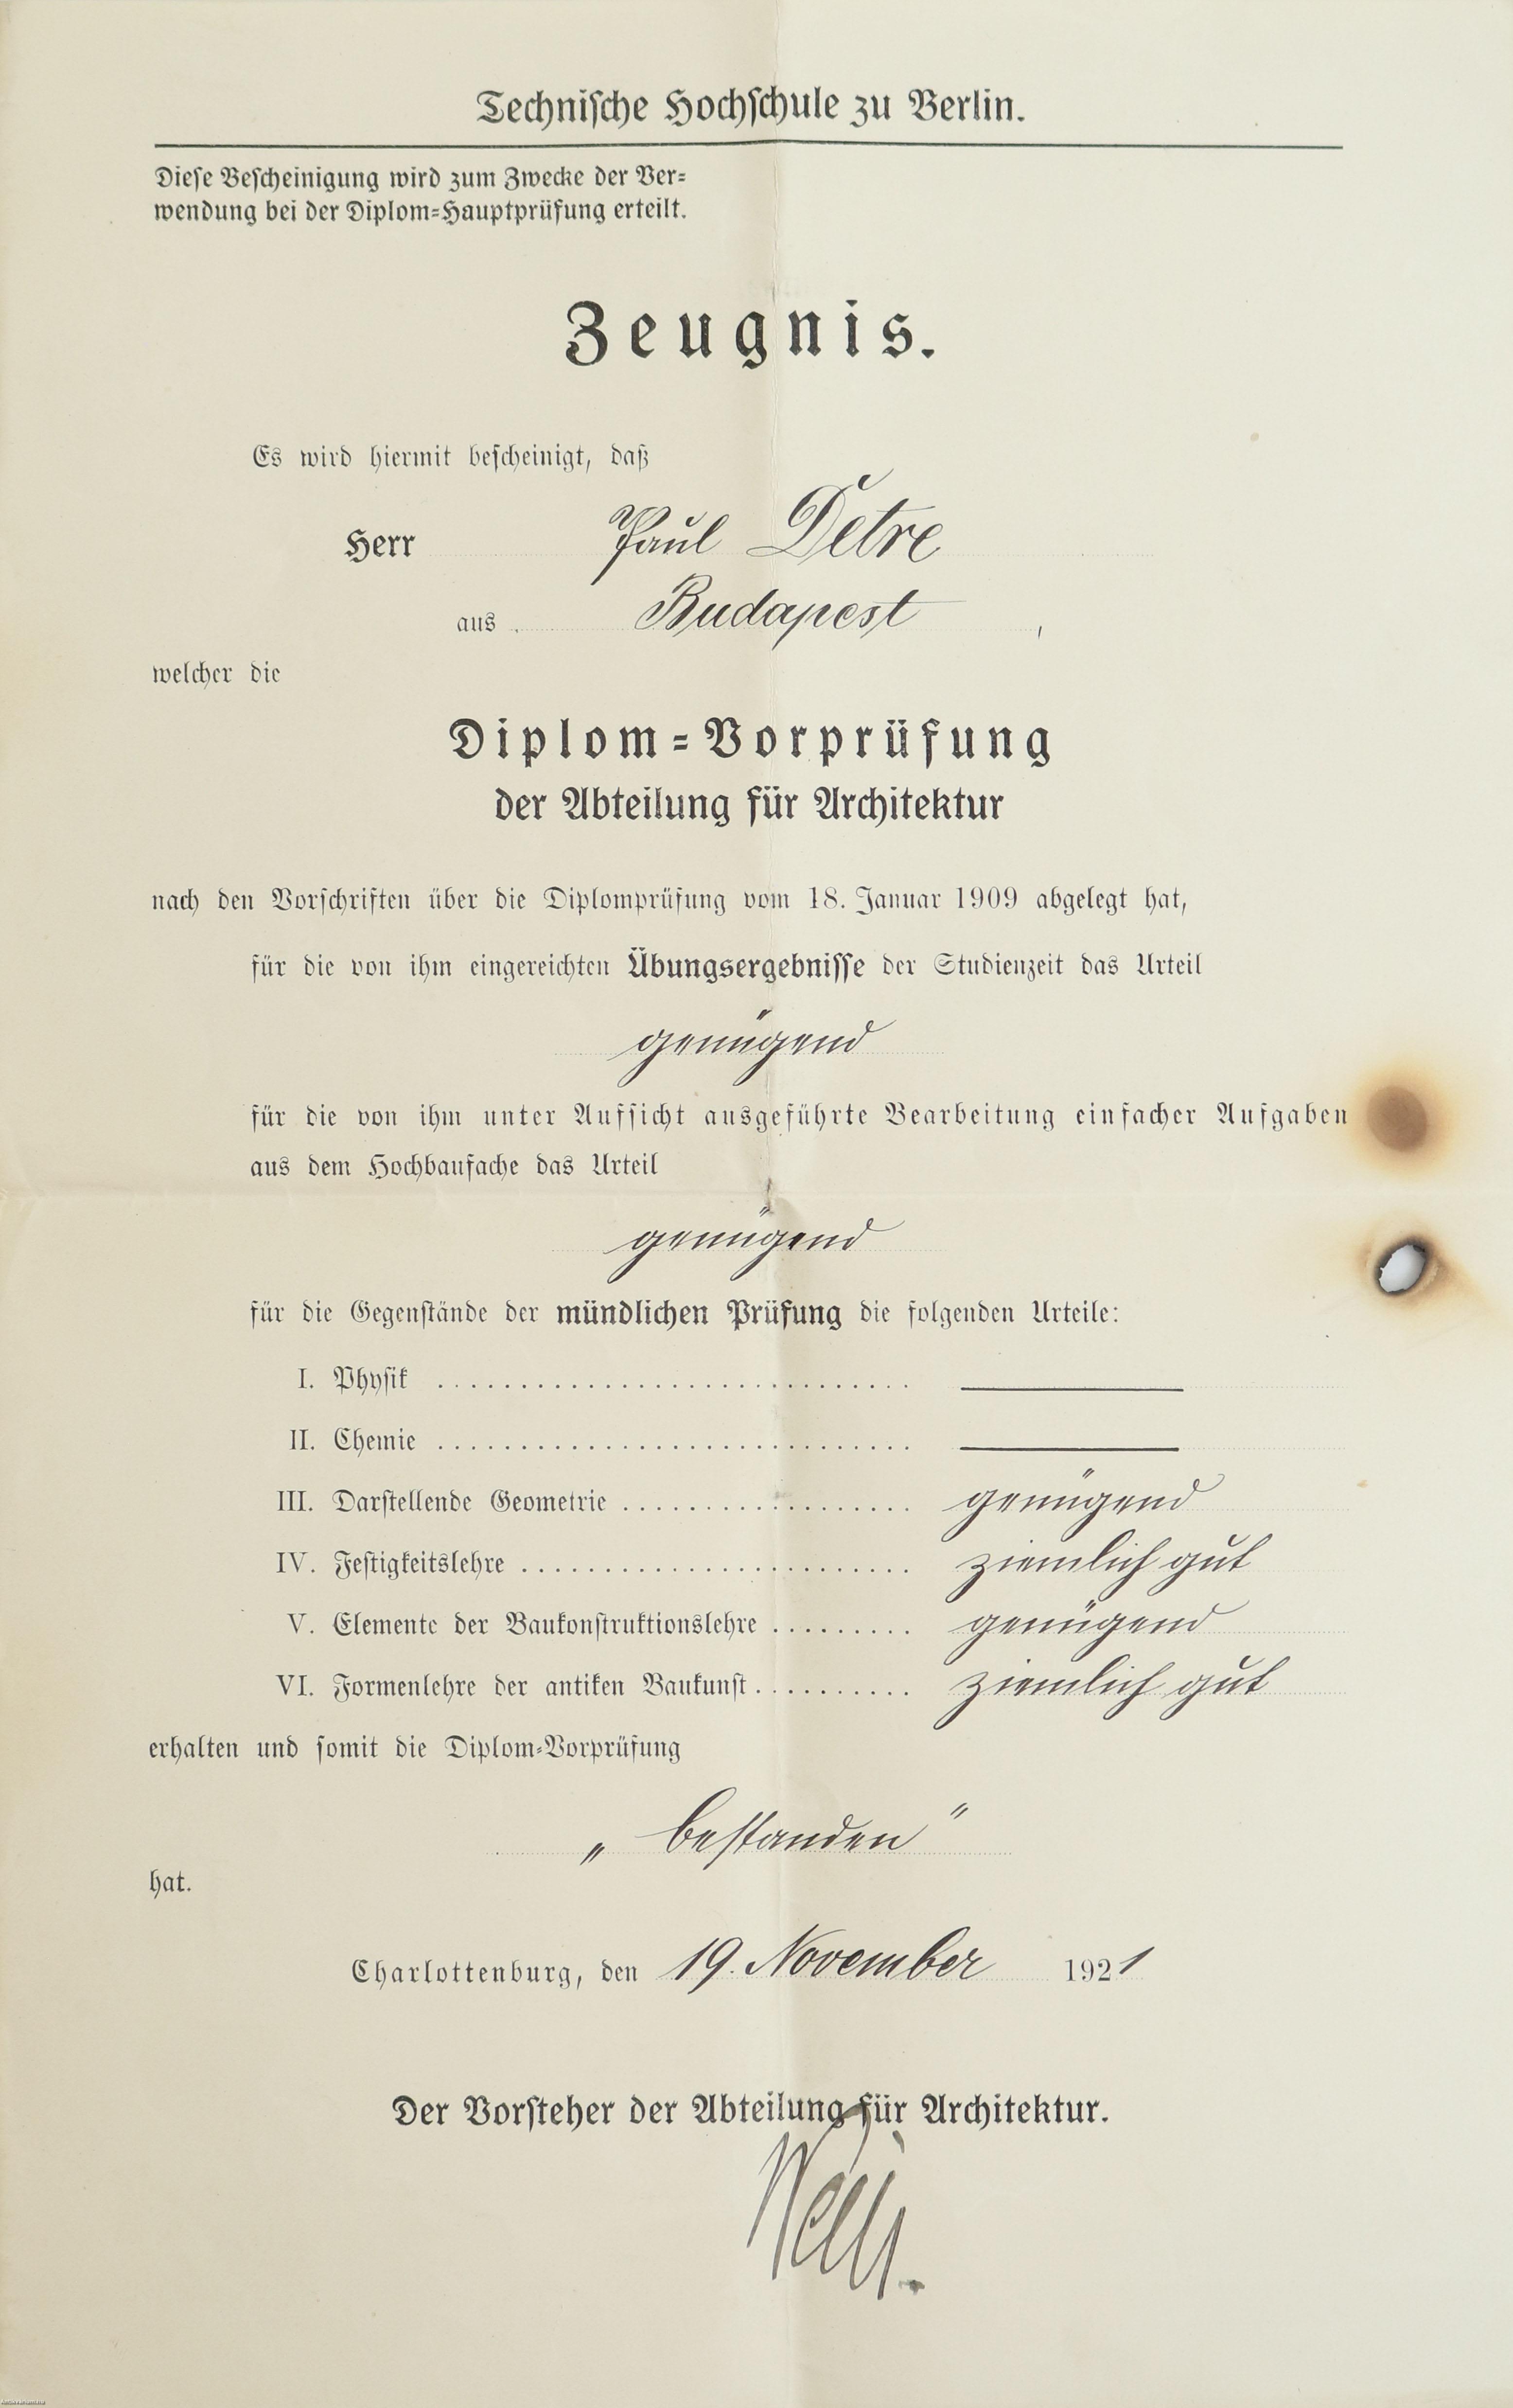 Technische Hochschule zu Berlin.
Diese Bescheinigung wird zum Zwecke der Ver-
wendung bei der Diplom-Hauptprüfung erteilt.
Zeugnis.
Es wird hiermit bescheinigt, daß
Herr Paul Detre
aus Budapest,
welcher die
Diplom-Vorprüfung
der Abteilung für Architektur
nach den Vorschriften über die Diplomprüfung vom 18. Januar 1909 abgelegt hat,
für die von ihm eingereichten Übungsergebnisse der Studienzeit das Urteil
genügend
für die von ihm unter Aufsicht ausgeführte Bearbeitung einfacher Aufgaben
aus dem Hochbaufache das Urteil
genügend
für die Gegenstände der mündlichen Prüfung die folgenden Urteile:
I. Physik
II. Chemie
III. Darstellende Geometrie genügend
IV. Festigkeitslehre ziemlich gut
V. Elemente der Baukonstruktionslehre genügend
VI. Formenlehre der antiken Baukunst ziemlich gut
erhalten und somit die Diplom-Vorprüfung
„bestanden"
hat.
Charlottenburg, den 19. November 1921
Der Vorsteher der Abteilung für Architektur.